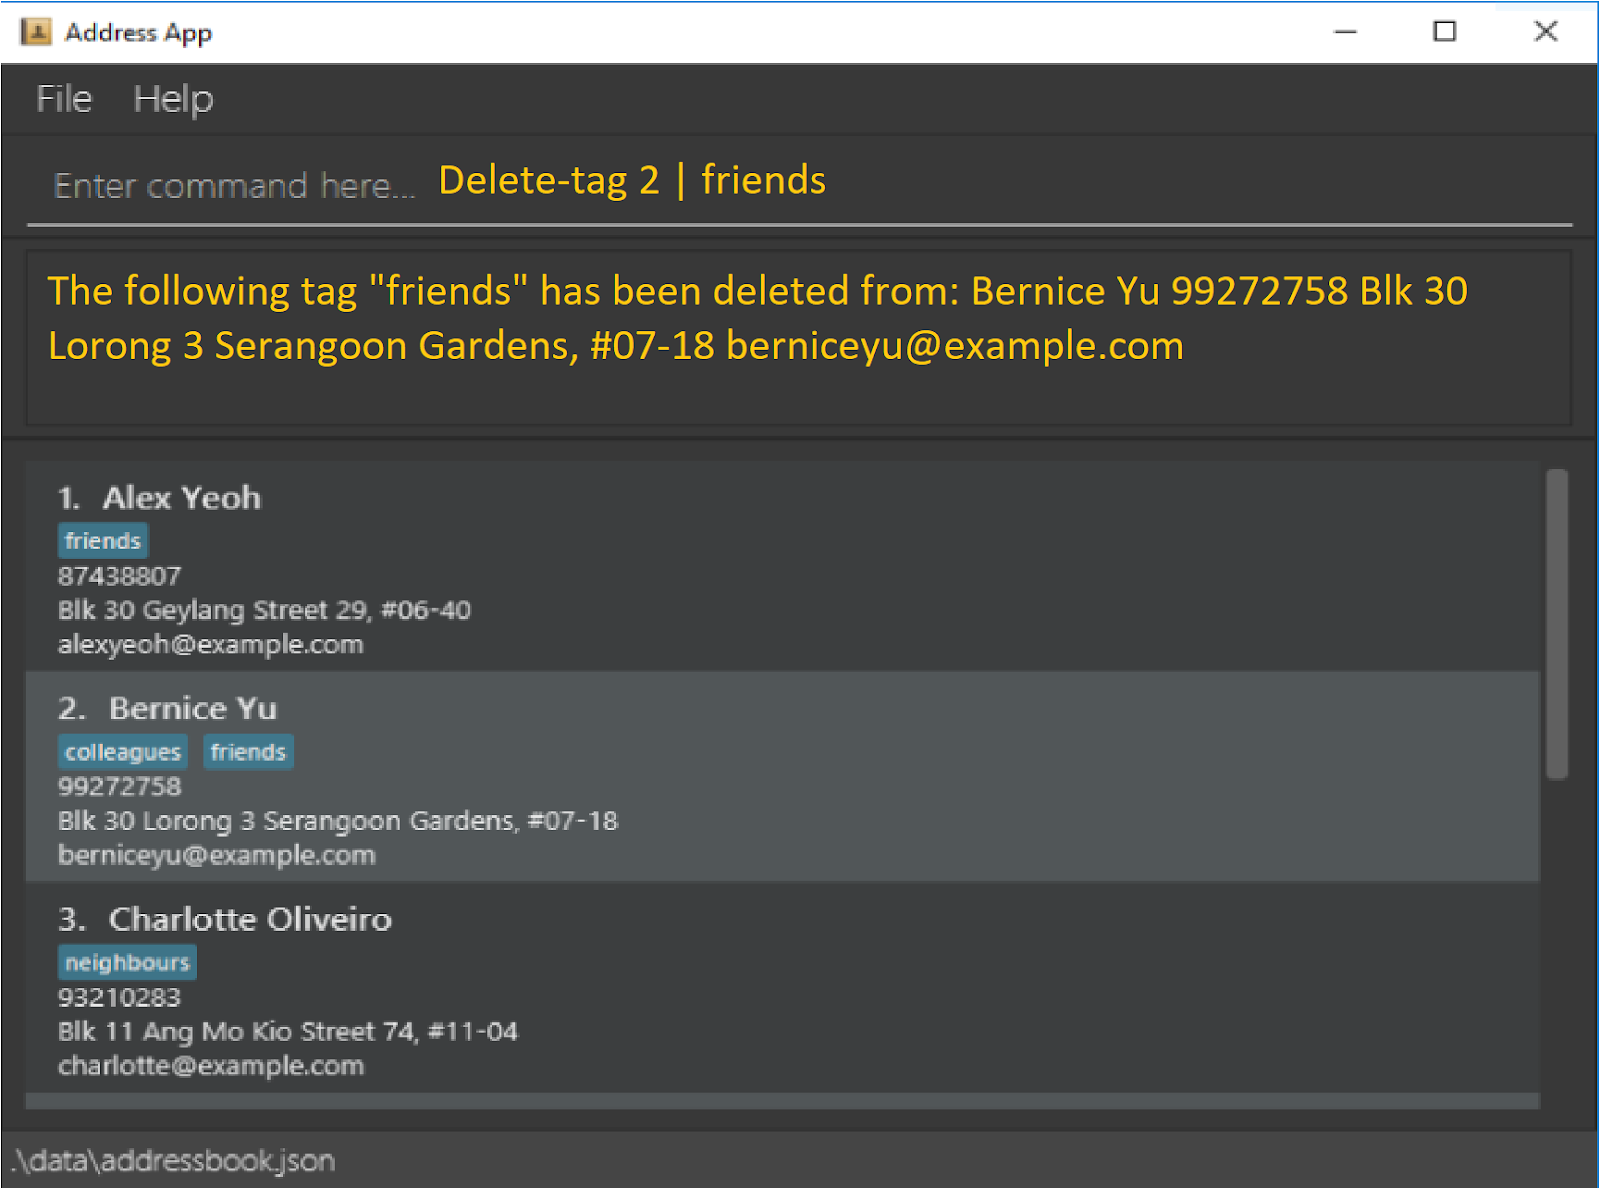 Address App
File Help
Enter command here... Delete-tag 2 | friends
The following tag "friends" has been deleted from: Bernice Yu 99272758 Blk 30
Lorong 3 Serangoon Gardens, #07-18 berniceyu@example.com
1. Alex Yeoh
friends
87438807
Blk 30 Geylang Street 29, #06-40
alexyeoh@example.com
2. Bernice Yu
colleagues friends
99272758
Blk 30 Lorong 3 Serangoon Gardens, #07-18
berniceyu@example.com
3. Charlotte Oliveiro
neighbours
93210283
Blk 11 Ang Mo Kio Street 74, #11-04
charlotte@example.com
.\data\addressbook.json